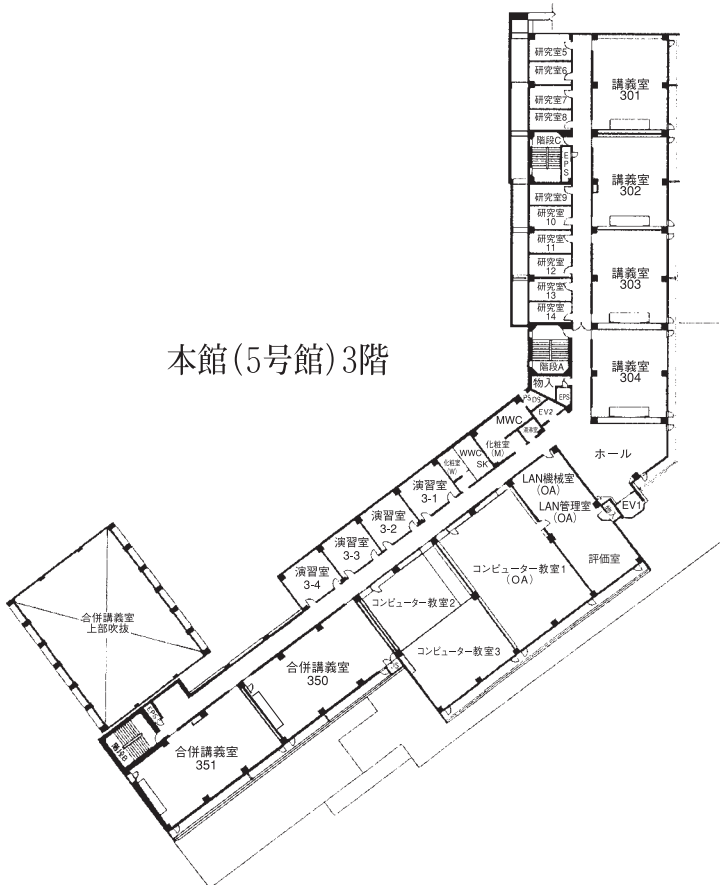 研究室5
研究室6
研究室7
研究室8
階段C
EPS
研究室9
研究室
10
研究室
11
研究室
12
研究室
13
研究室
14
階段A
物入
EPS
講義室
301
講義室
302
講義室
303
講義室
304
本館(5号館)3階
PS
DS
EV2
MWC
化粧室
(M)
WWC
SK
化粧室
(W)
ホール
LAN機械室
(OA)
LAN管理室
(OA)
EV1
評価室
演習室
3-1
演習室
3-2
演習室
3-3
演習室
3-4
コンピューター教室1
(OA)
コンピューター教室2
コンピューター教室3
合併講義室
上部吹抜
合併講義室
350
EPS
階段B
合併講義室
351